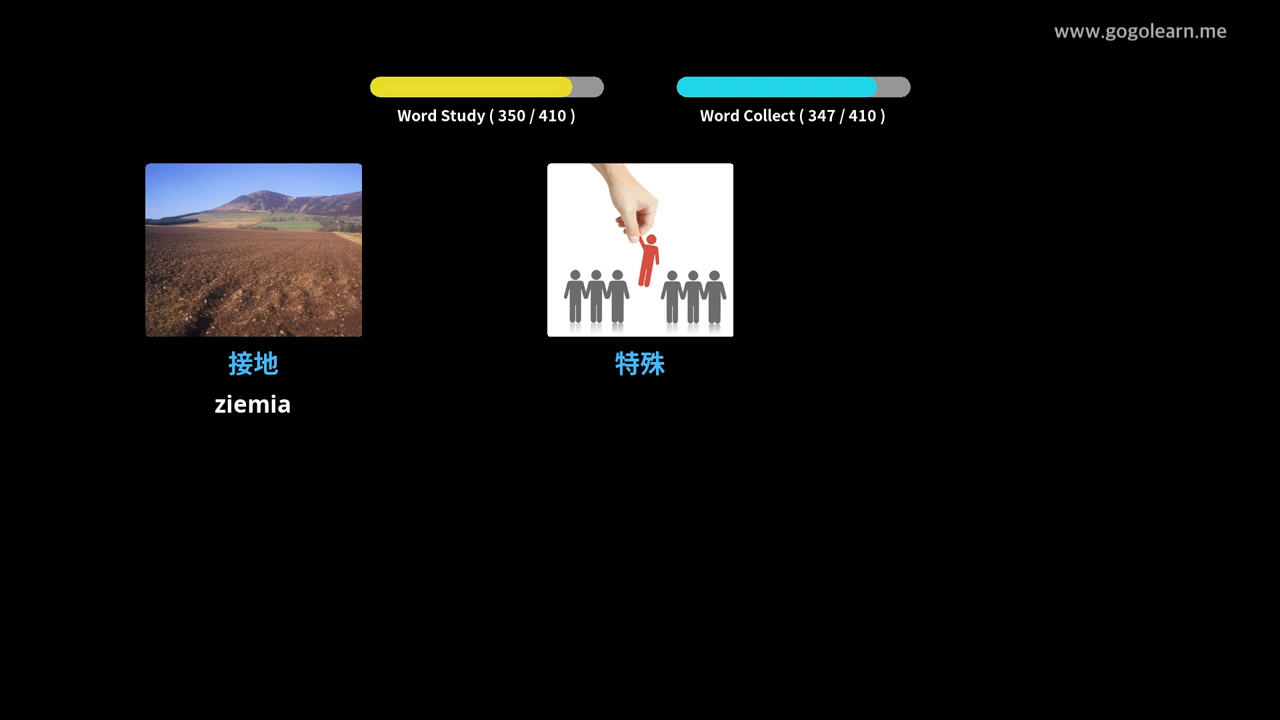 www.gogolearn.me
Word Study ( 350 / 410 )
Word Collect ( 347 / 410 )
接地
ziemia
特殊